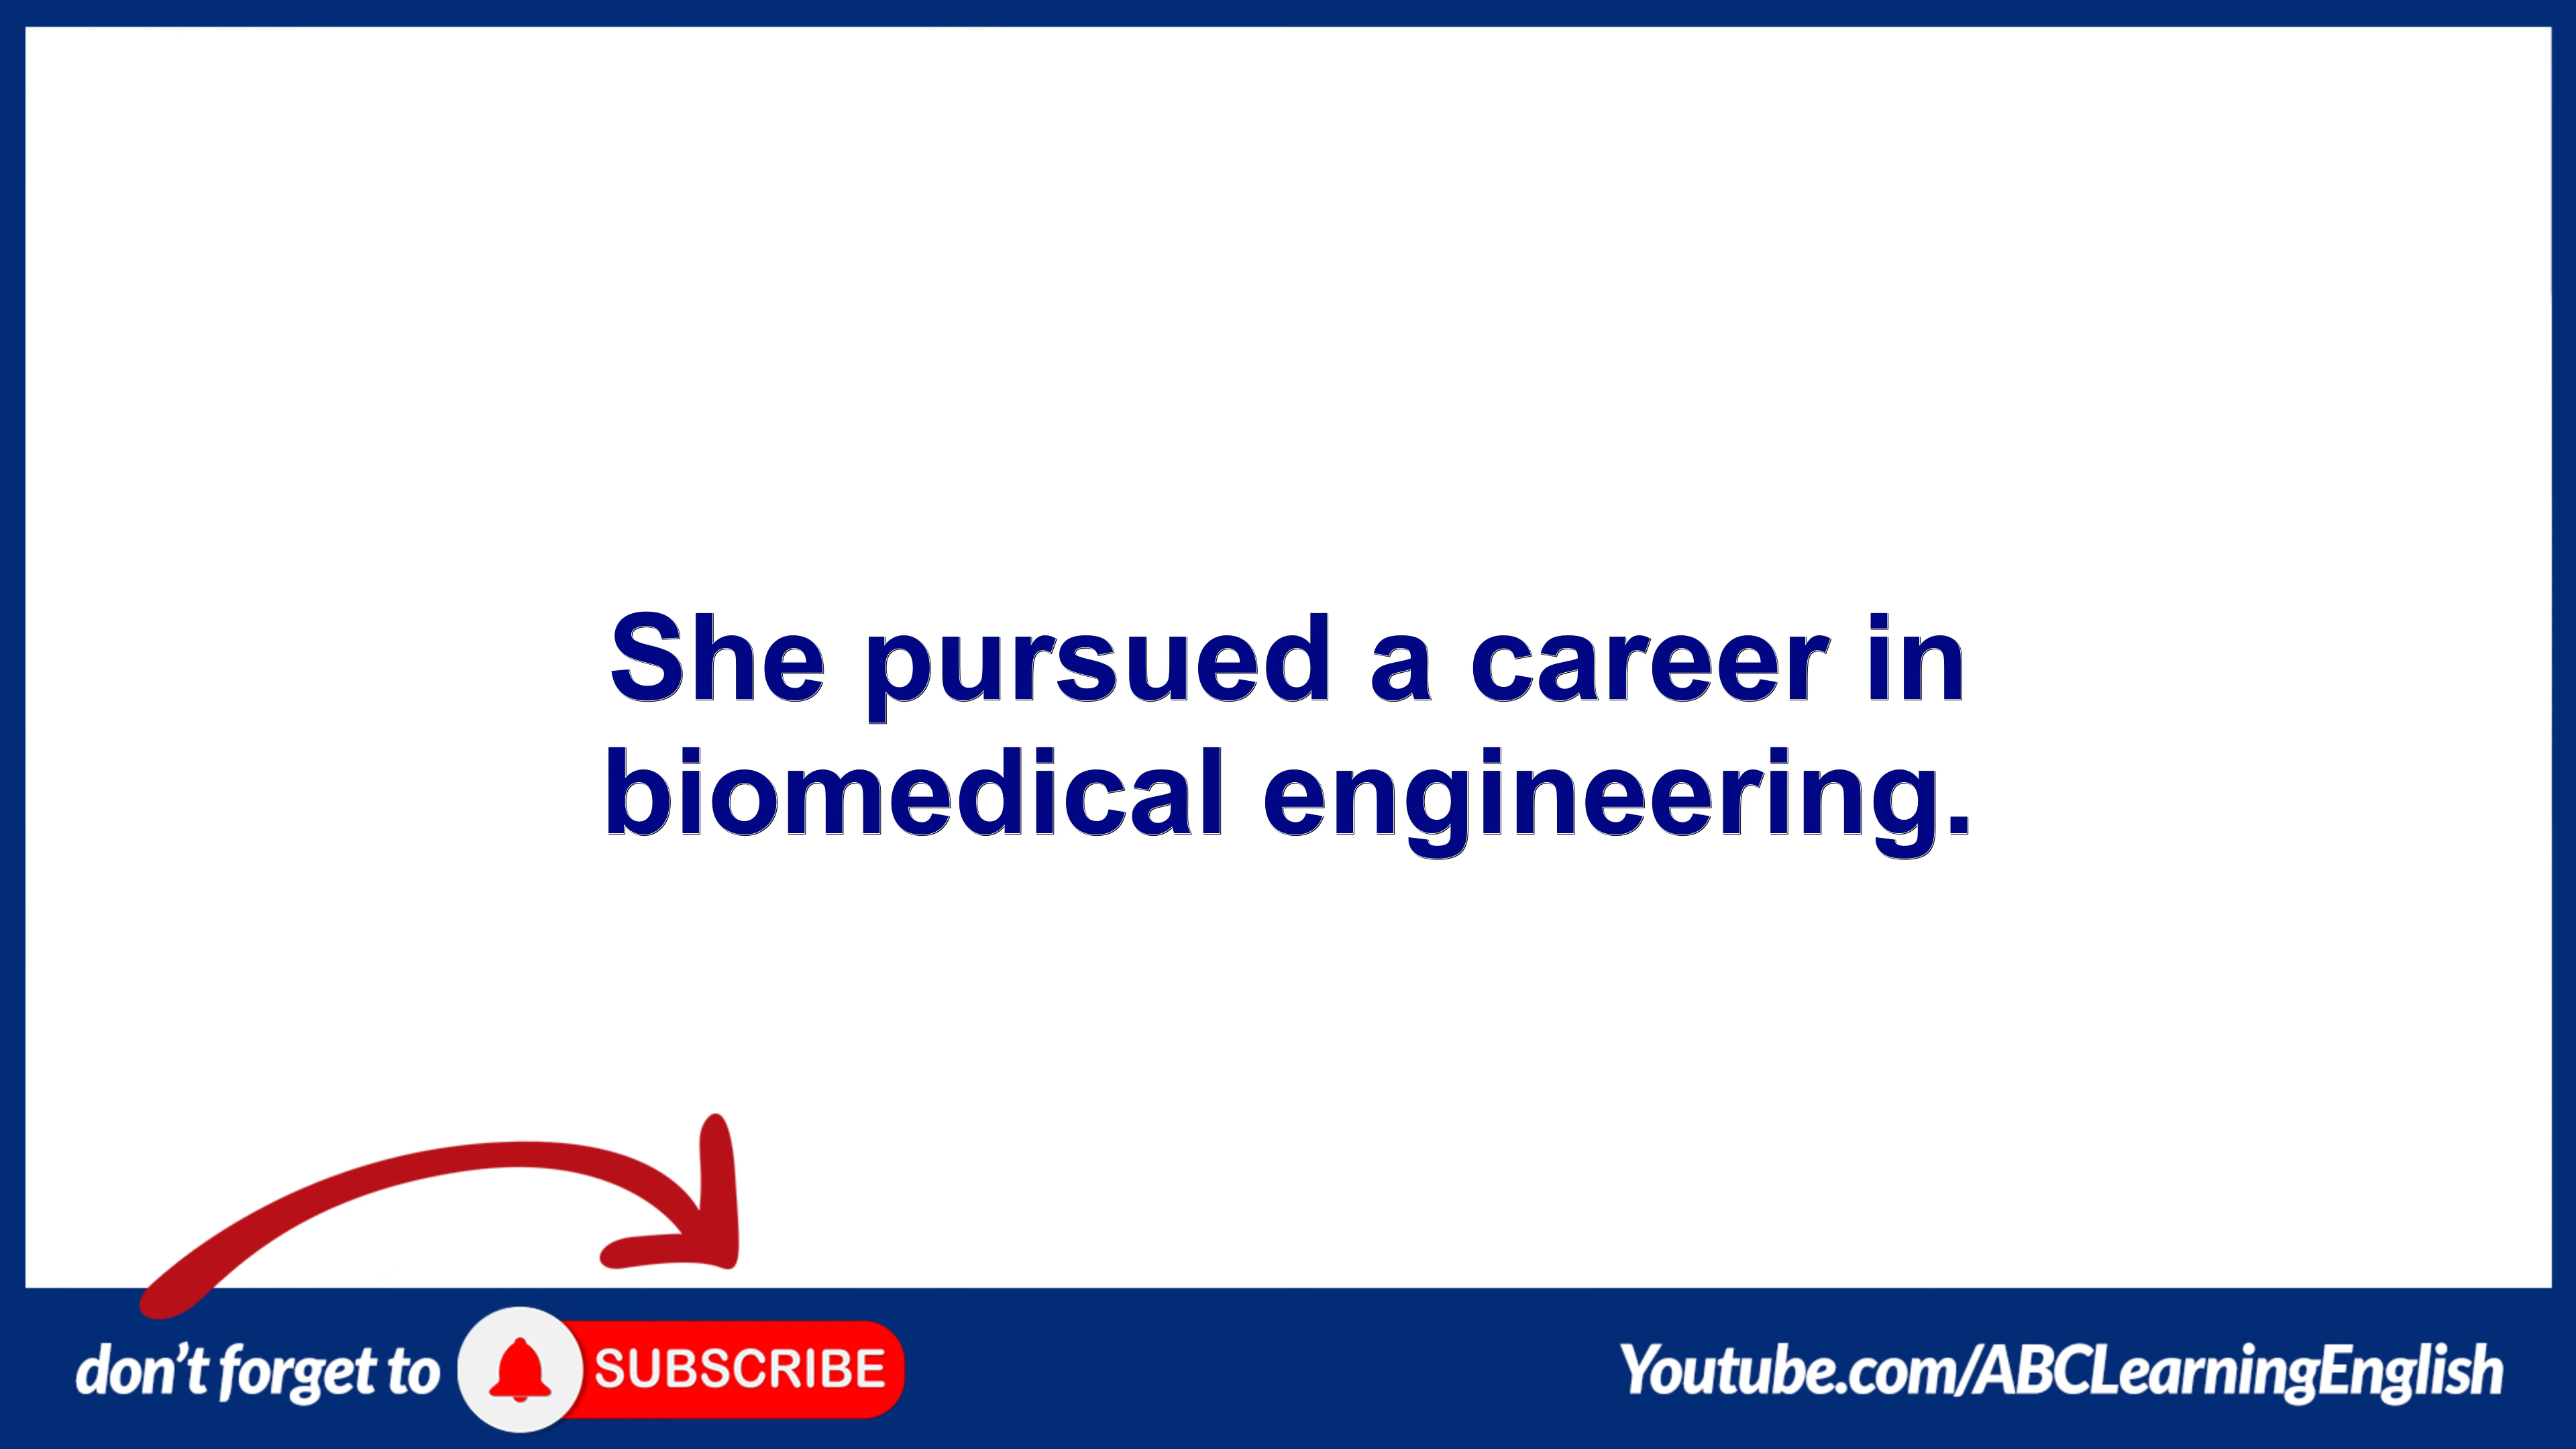 She pursued a career in
biomedical engineering.
don't forget to SUBSCRIBE
Youtube.com/ABCLearningEnglish